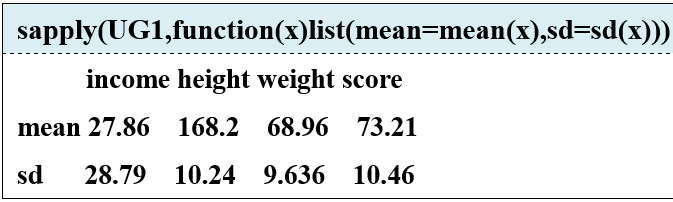 sapply(UG1,function(x)list(mean=mean(x),sd=sd(x)))
income height weight score
mean 27.86 168.2 68.96 73.21
sd 28.79 10.24 9.636 10.46